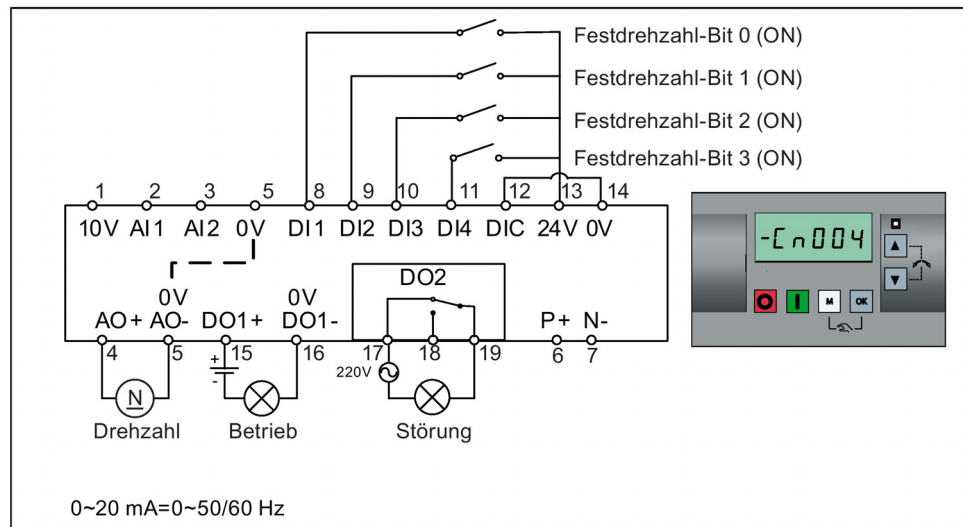 Festdrehzahl-Bit 0 (ON)
Festdrehzahl-Bit 1 (ON)
Festdrehzahl-Bit 2 (ON)
Festdrehzahl-Bit 3 (ON)
1 2 3 5 8 9 10 11 12 13 14
10V AI1 AI2 0V DI1 DI2 DI3 DI4 DIC 24V 0V
-Cn004
M OK
DO2
0V 0V
AO+ AO- DO1+ DO1- P+ N-
4 5 15 16 17 18 19 6 7
+
-
220V
N
Drehzahl Betrieb Störung
0~20 mA=0~50/60 Hz